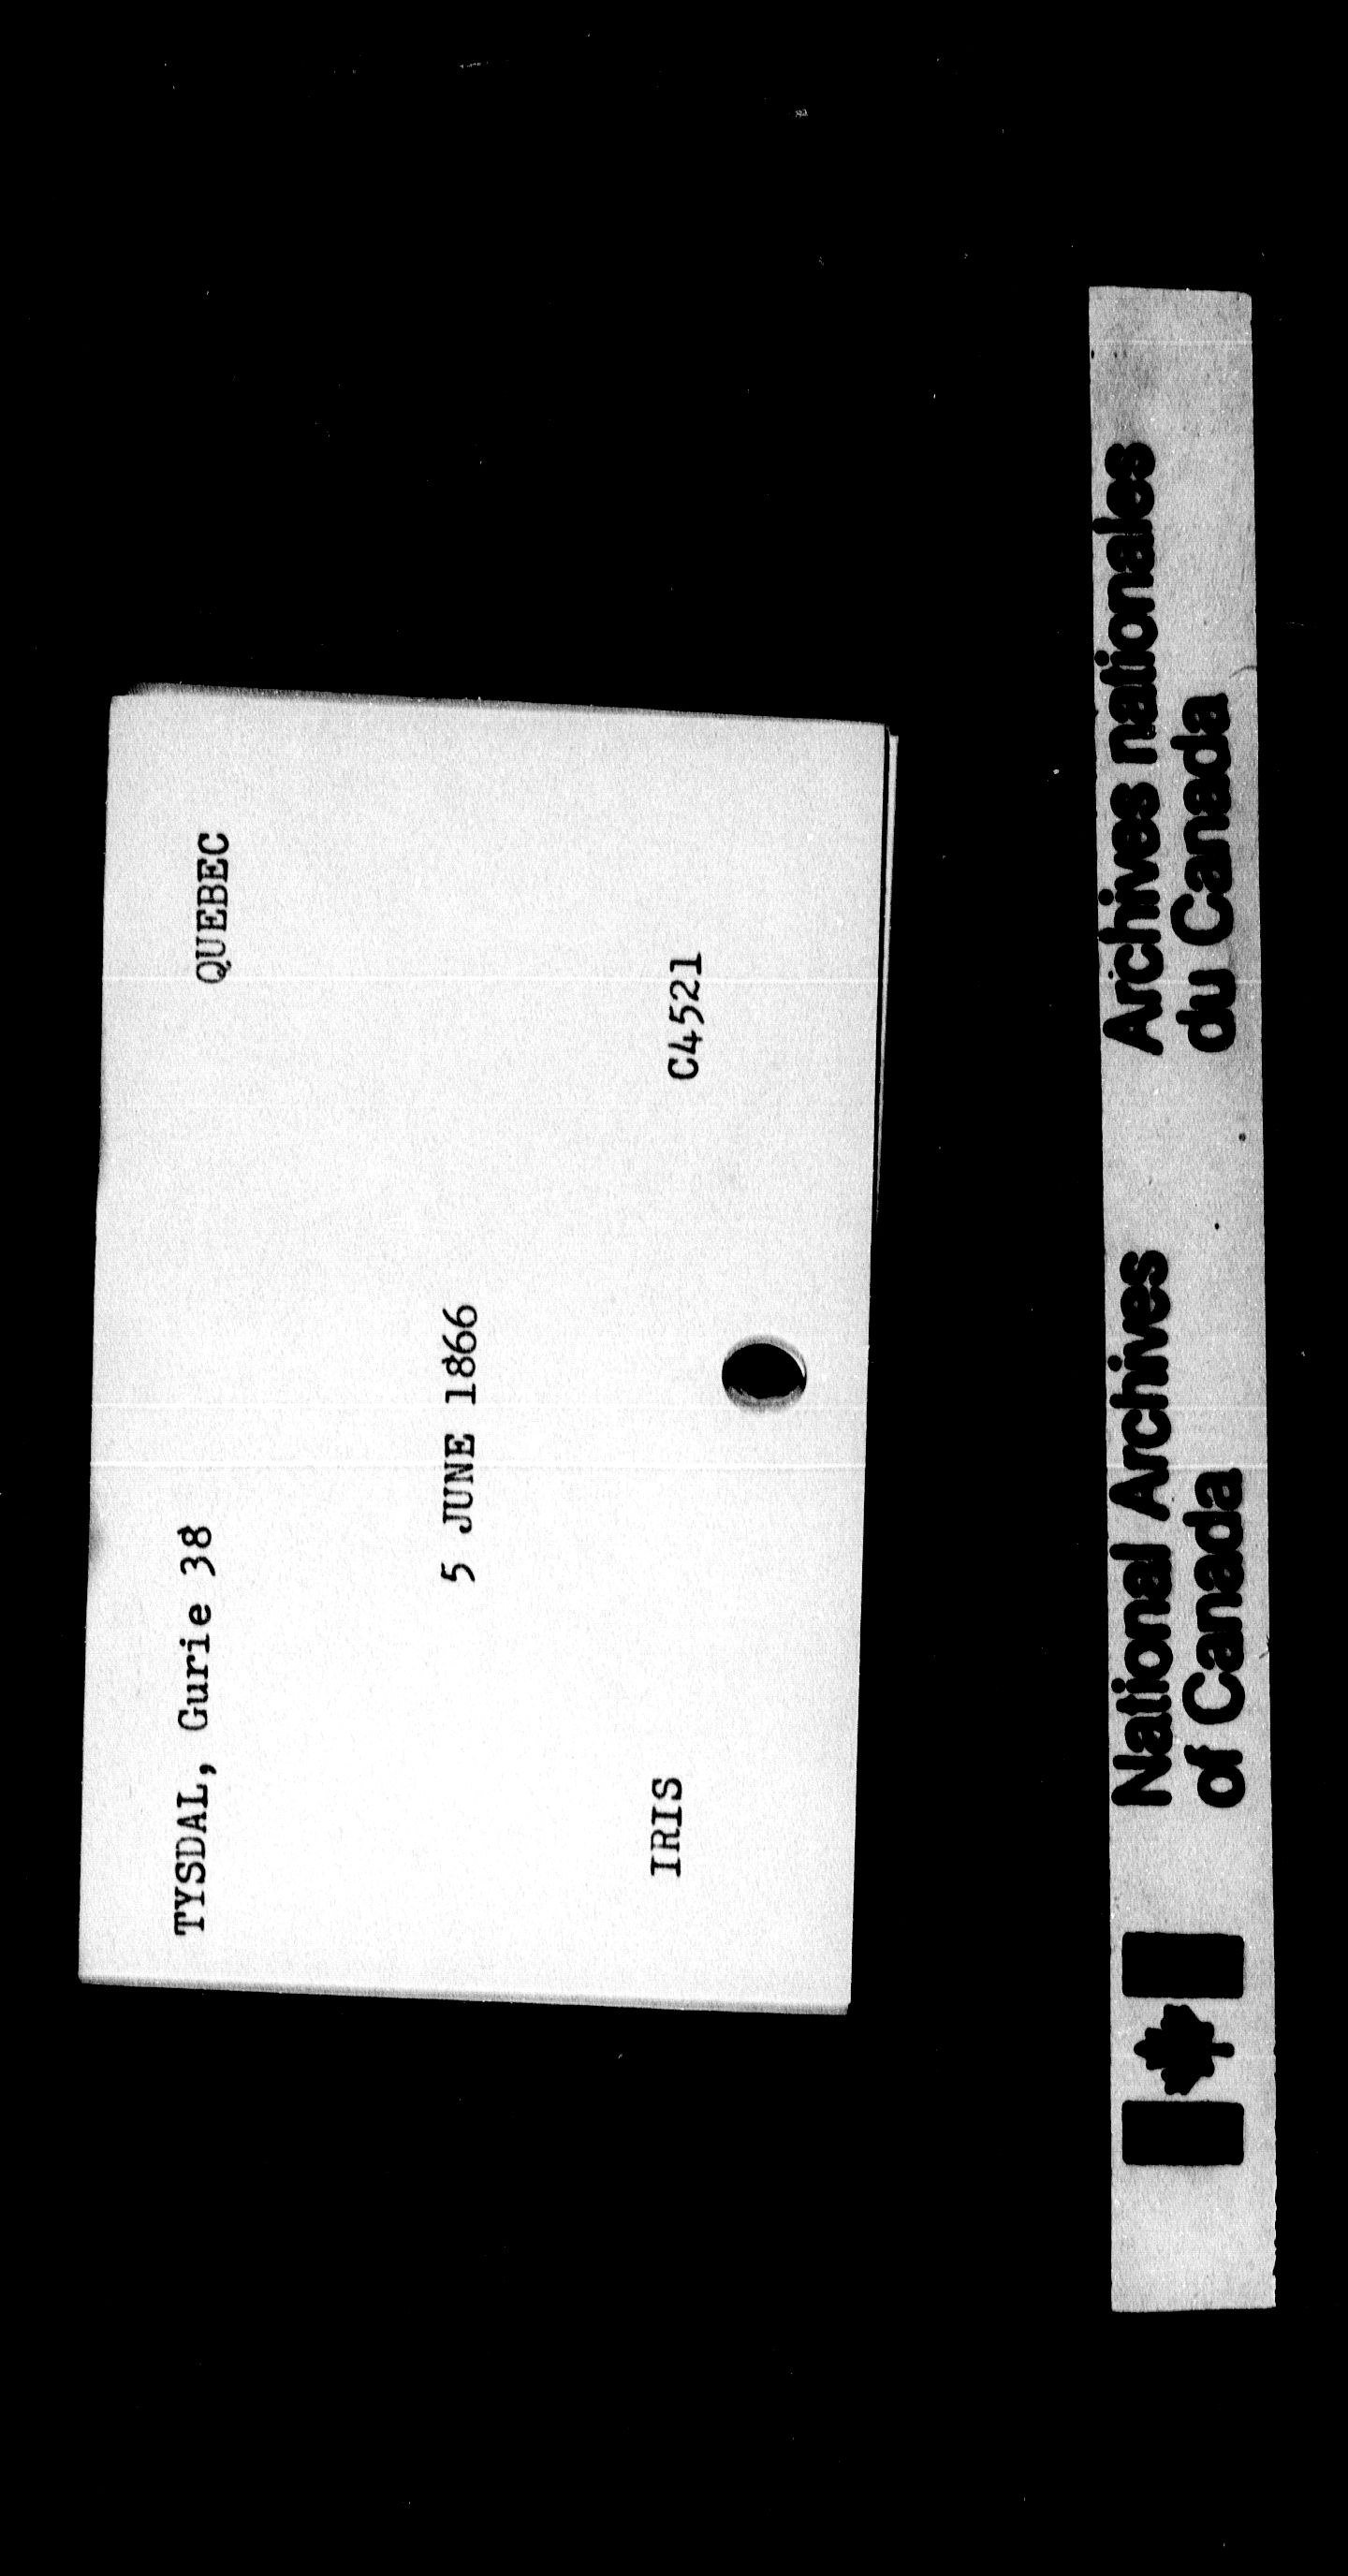 TYSDAL, Gurie 38 QUEBEC
5 JUNE 1866
IRIS C4521
National Archives Archives nationales
of Canada du Canada